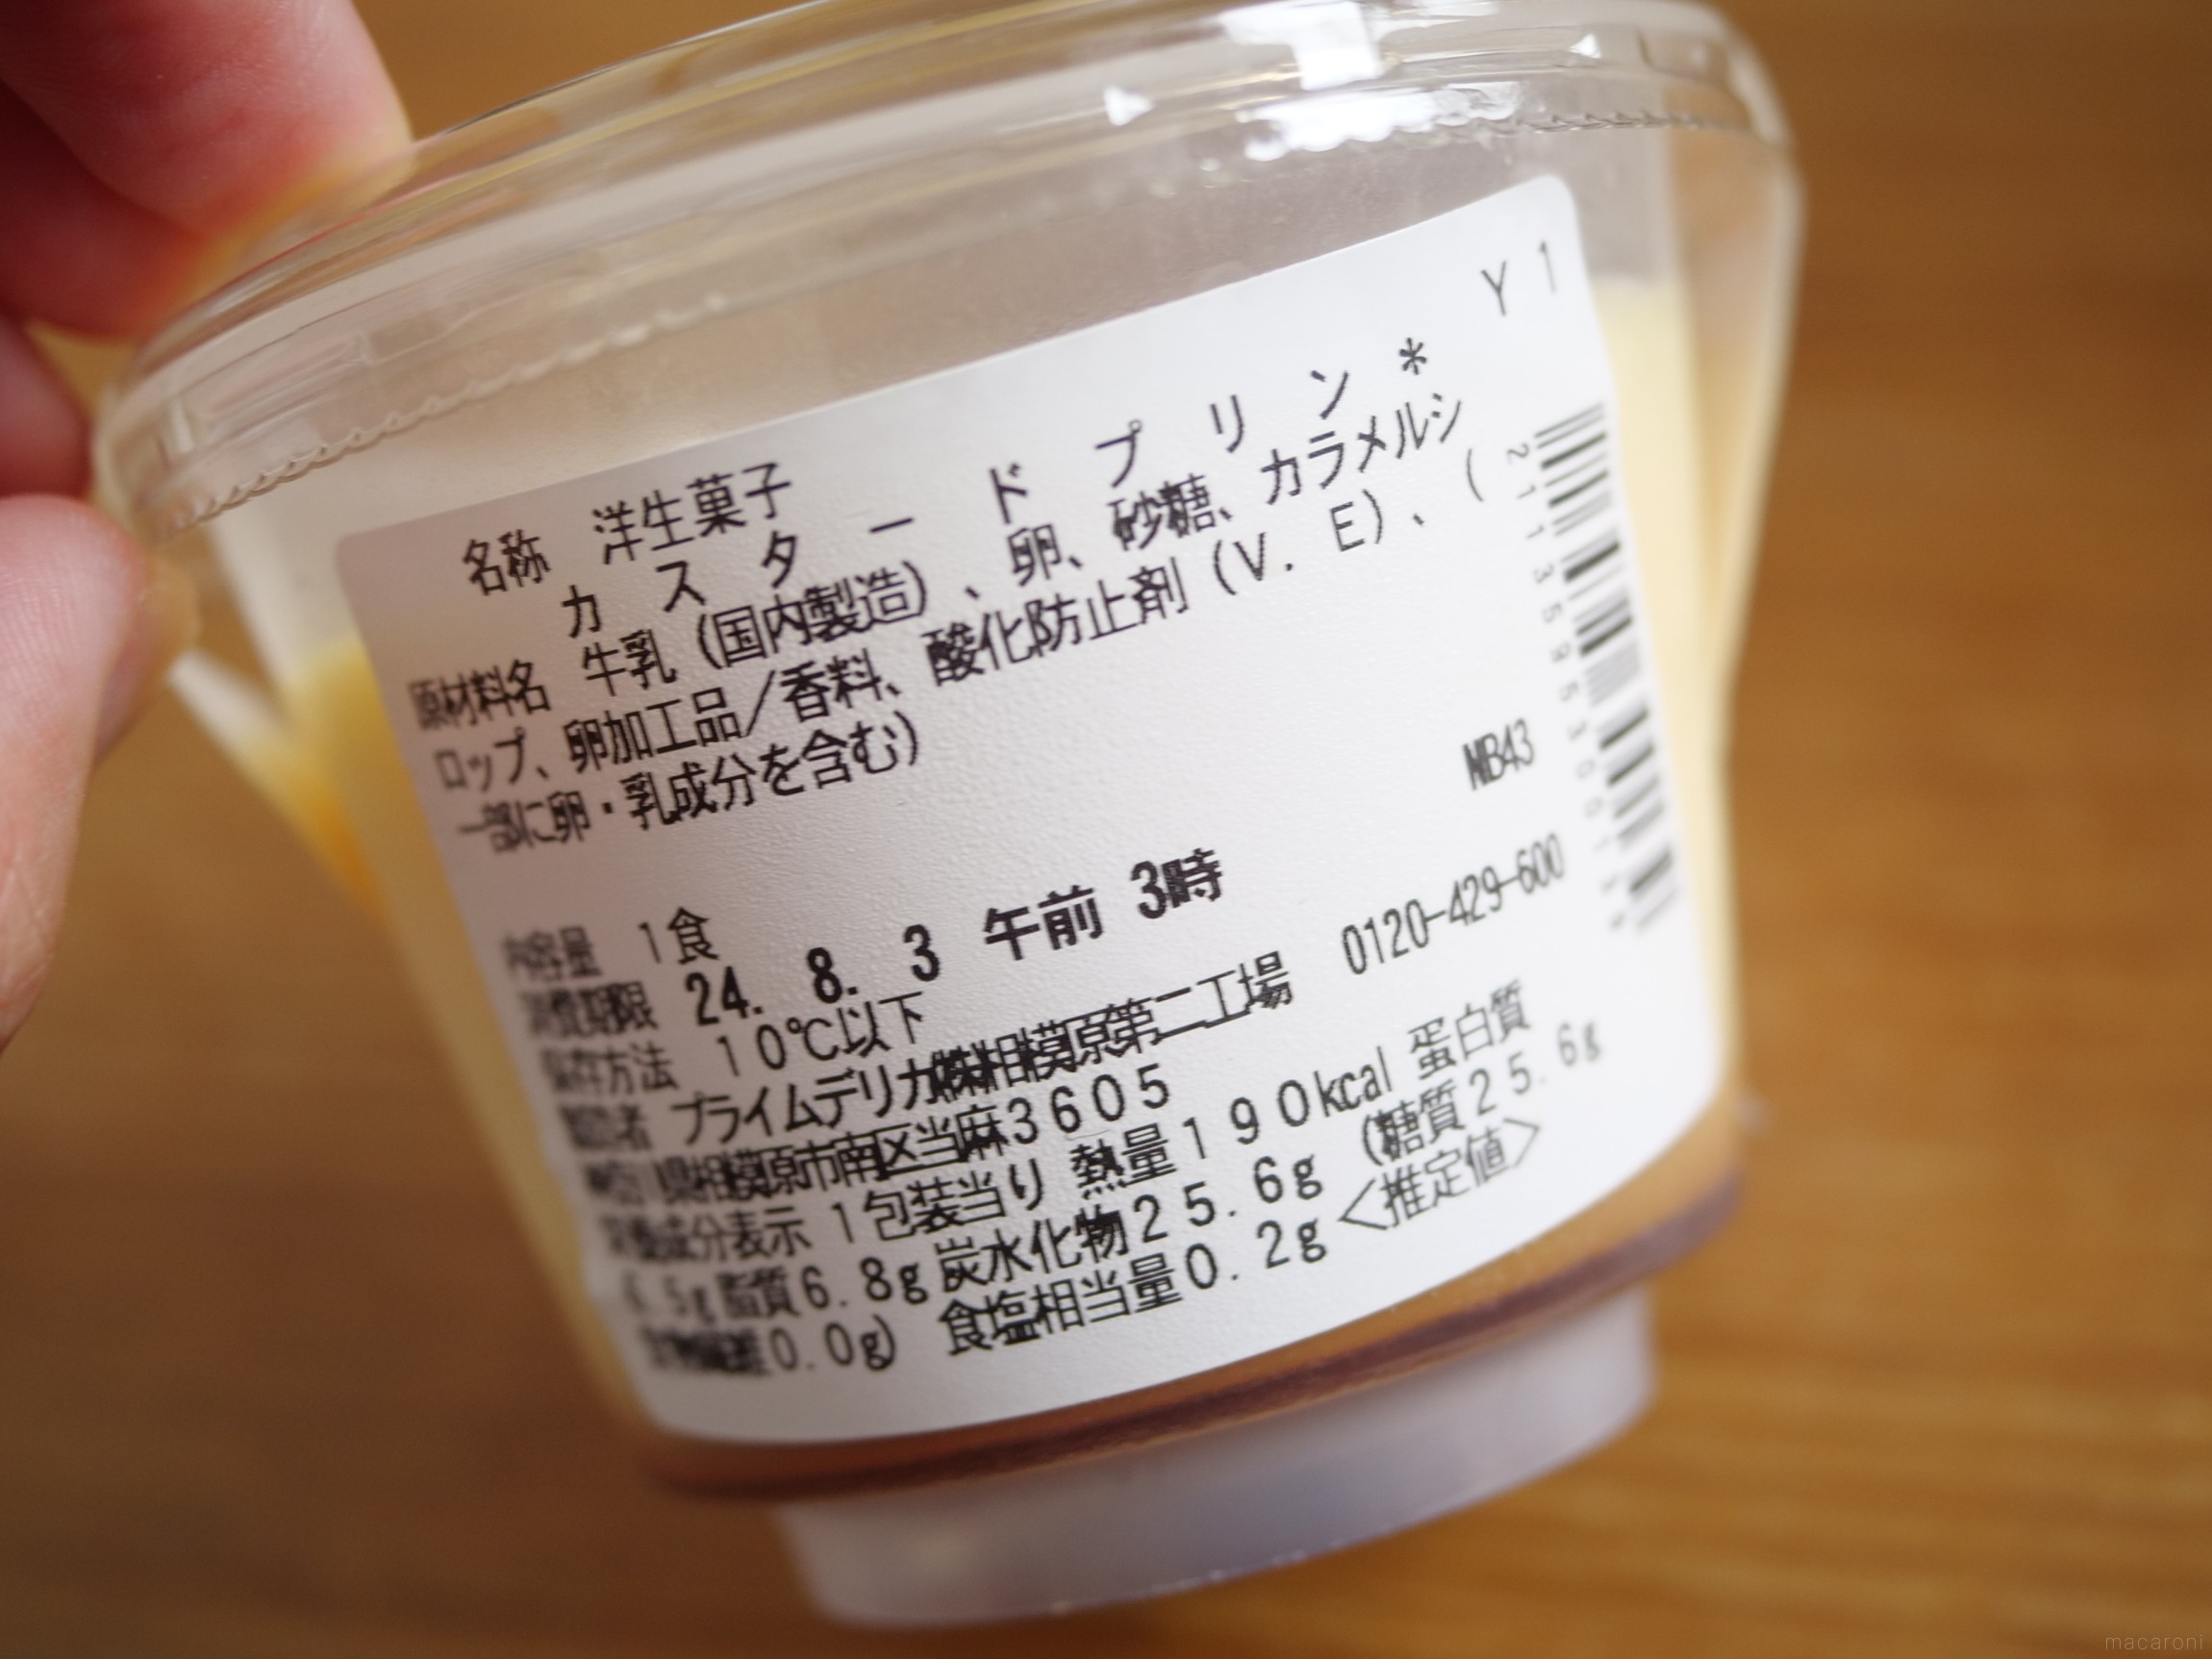 Y 1
名称 洋生菓子
カスタードプリン*
原材料名 牛乳(国内製造)、卵、砂糖、カラメルシ
ロップ、卵加工品/香料、酸化防止剤(V.E)、(
一部に卵・乳成分を含む)
MB43
内容量 1食
消費期限 24. 8. 3 午前 3時
保存方法 10℃以下
製造者 プライムデリカ㈱相模原第二工場 0120-429-600
神奈川県相模原市南区当麻3605
栄養成分表示 1包装当り 熱量190kcal 蛋白質
脂質6.8g 炭水化物25.6g (糖質25.6g
食物繊維0.0g) 食塩相当量0.2g <推定値>
macaroni